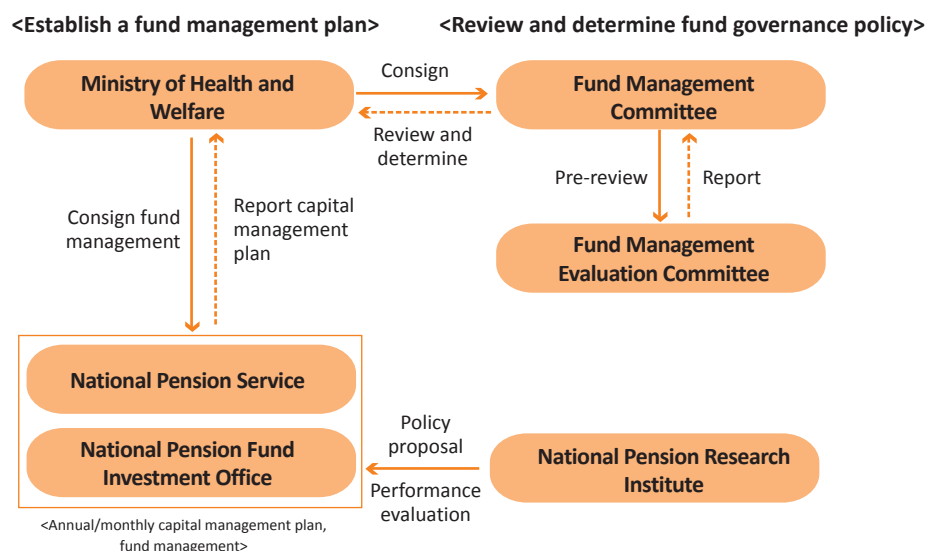 <Establish a fund management plan>
<Review and determine fund governance policy>
Ministry of Health and
Welfare
Consign
Review and
determine
Fund Management
Committee
Pre-review
Report
Consign fund
management
Report capital
management
plan
Fund Management
Evaluation Committee
National Pension Service
National Pension Fund
Investment Office
Policy
proposal
Performance
evaluation
National Pension Research
Institute
<Annual/monthly capital management plan,
fund management>